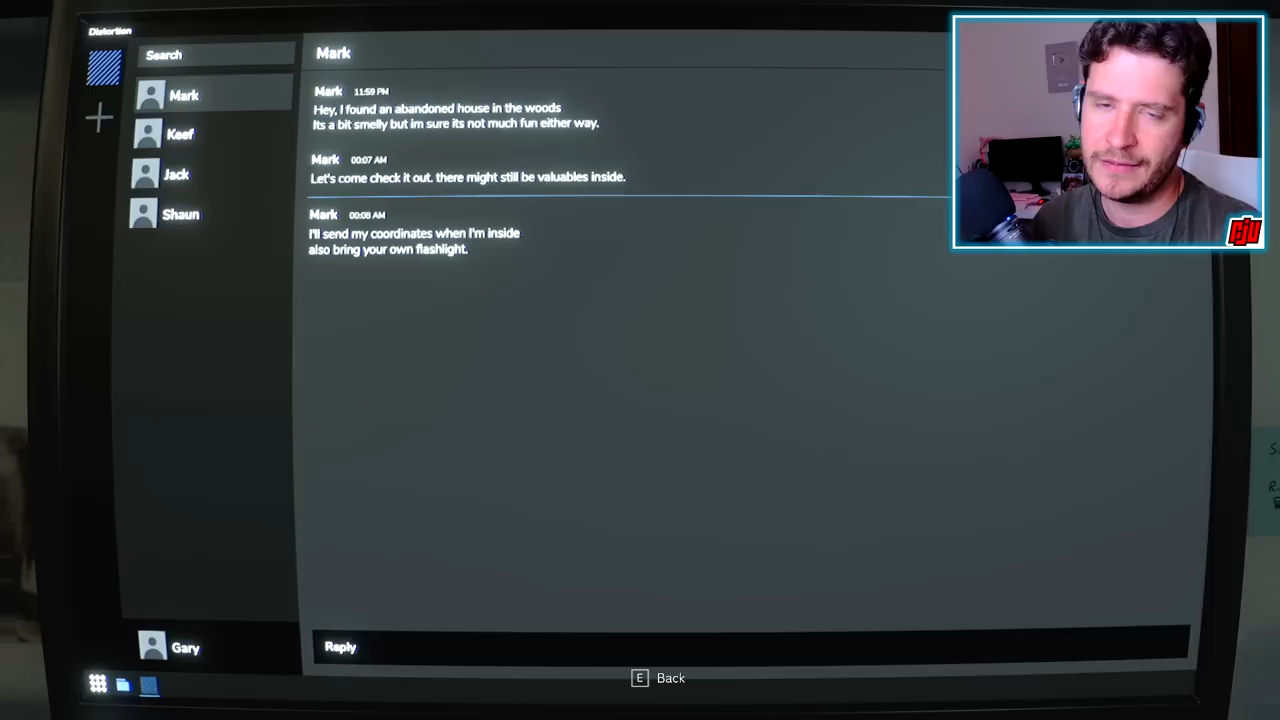 Distortion
Search
Mark
Keef
Jack
Shaun
Gary
Mark
Mark 11:59 PM
Hey, I found an abandoned house in the woods
Its a bit smelly but im sure its not much fun either way.
Mark 00:07 AM
Let's come check it out. there might still be valuables inside.
Mark 00:08 AM
I'll send my coordinates when I'm inside
also bring your own flashlight.
Reply
E Back
CJU